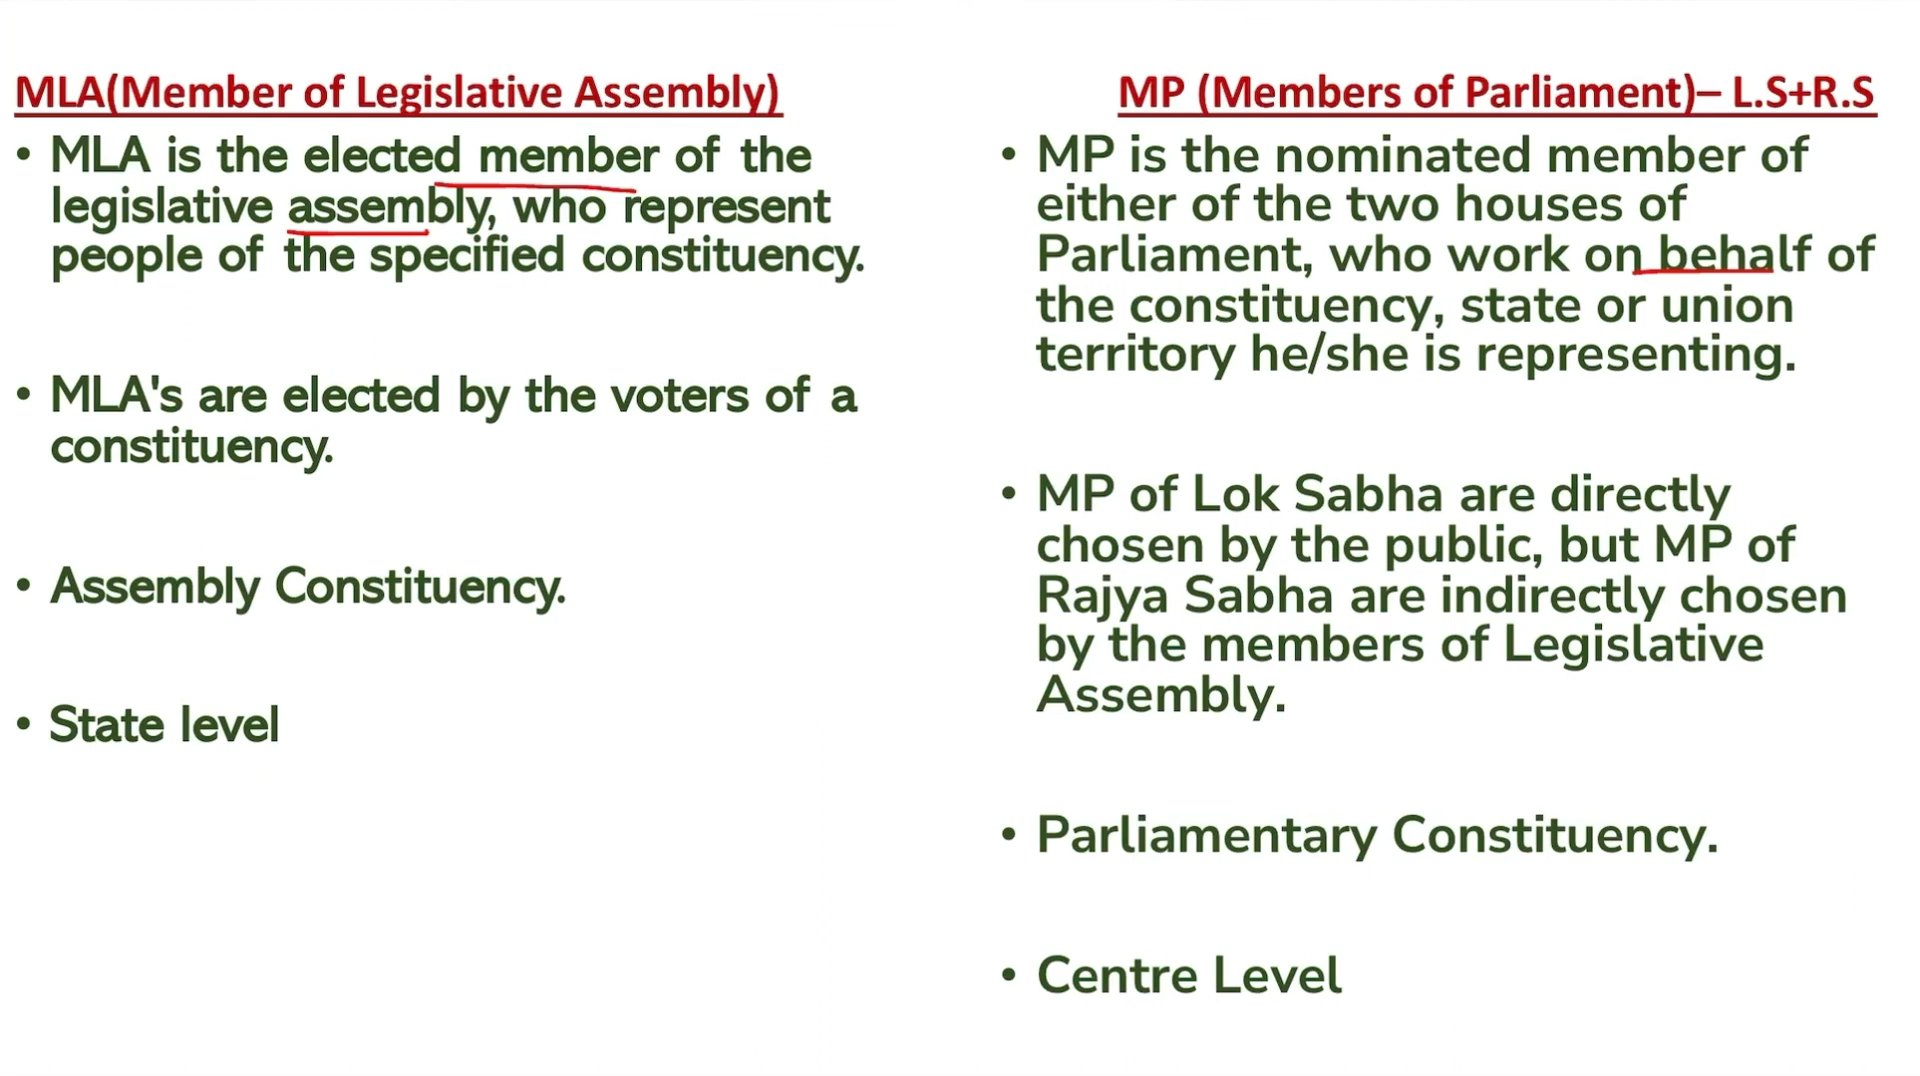 MLA(Member of Legislative Assembly)
• MLA is the elected member of the
legislative assembly, who represent
people of the specified constituency.
• MLA's are elected by the voters of a
constituency.
• Assembly Constituency.
• State level
MP (Members of Parliament)– L.S+R.S
• MP is the nominated member of
either of the two houses of
Parliament, who work on behalf of
the constituency, state or union
territory he/she is representing.
• MP of Lok Sabha are directly
chosen by the public, but MP of
Rajya Sabha are indirectly chosen
by the members of Legislative
Assembly.
• Parliamentary Constituency.
• Centre Level